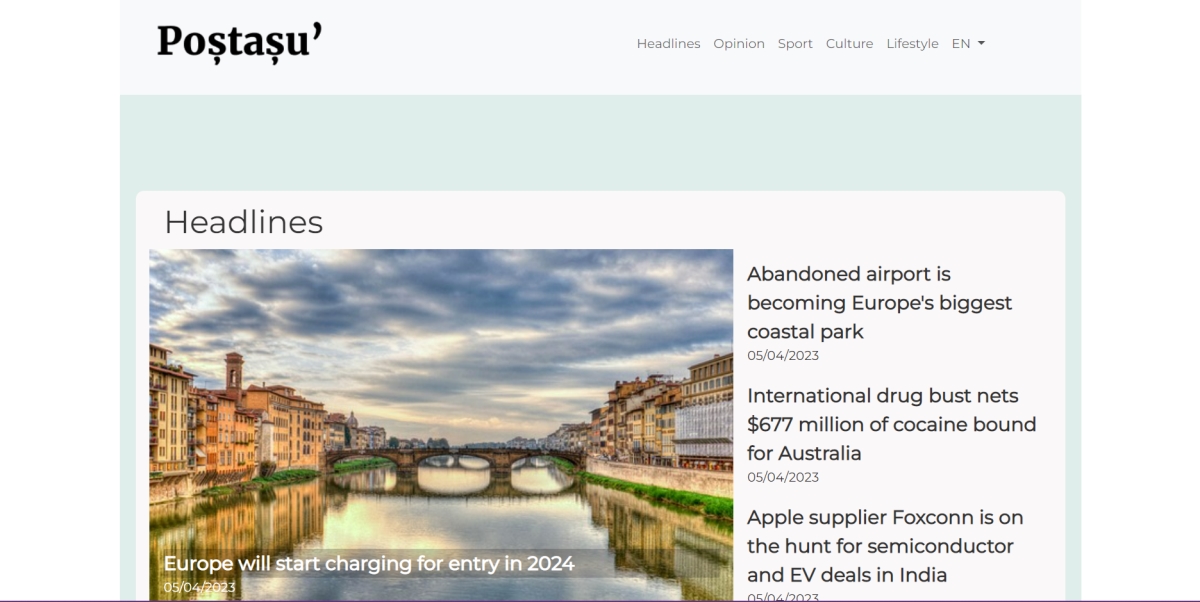 Poștașu’
Headlines Opinion Sport Culture Lifestyle EN
Headlines
Europe will start charging for entry in 2024
05/04/2023
Abandoned airport is
becoming Europe's biggest
coastal park
05/04/2023
International drug bust nets
$677 million of cocaine bound
for Australia
05/04/2023
Apple supplier Foxconn is on
the hunt for semiconductor
and EV deals in India
05/04/2023